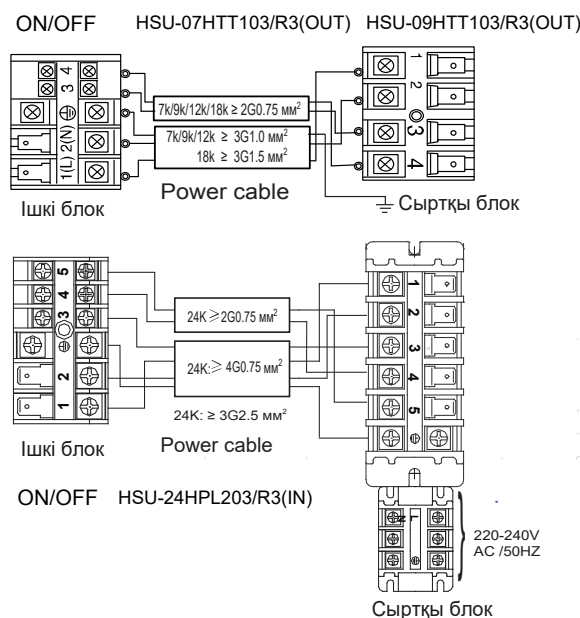 ON/OFF HSU-07HTT103/R3(OUT) HSU-09HTT103/R3(OUT)
1(L) 2(N) 3 4
7k/9k/12k/18k ≥ 2G0.75 мм²
7k/9k/12k ≥ 3G1.0 мм²
18k ≥ 3G1.5 мм²
1 2 3 4
Power cable
Ішкі блок
Сыртқы блок
5
4
3
2
1
24K ≥2G0.75 мм²
24K:≥ 4G0.75 мм²
24K: ≥ 3G2.5 мм²
1
2
3
4
5
Ішкі блок
Power cable
ON/OFF HSU-24HPL203/R3(IN)
N L
220-240V
AC /50HZ
Сыртқы блок